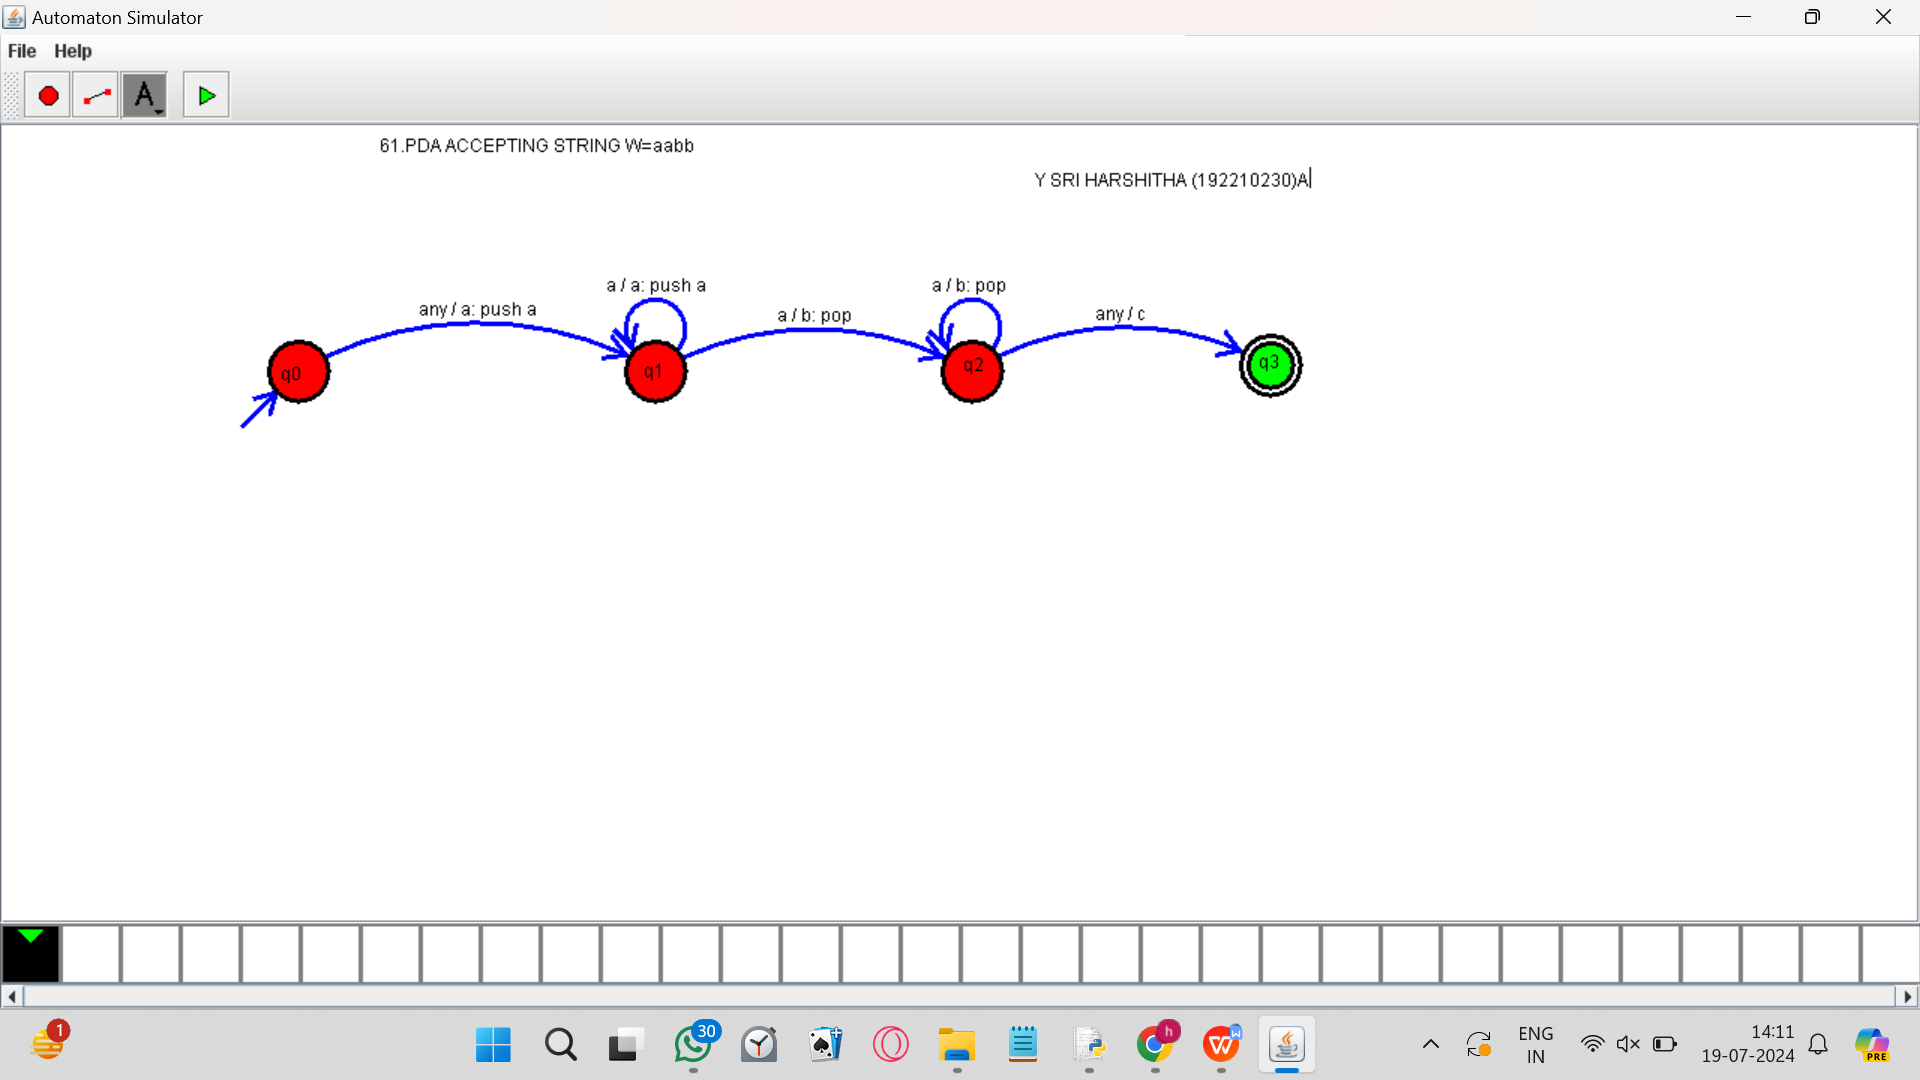 Automaton Simulator
File Help
A
61.PDA ACCEPTING STRING W=aabb
Y SRI HARSHITHA (192210230)A
a / a: push a
a / b: pop
any / a: push a
a / b: pop
any / c
q0
q1
q2
q3
1
30
h
W
W
PRE
ENG
IN
14:11
19-07-2024